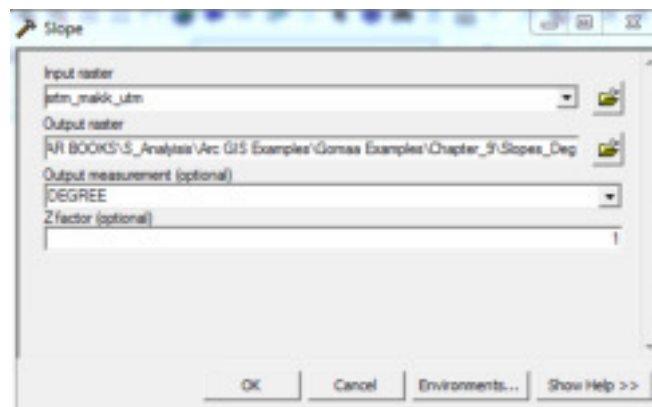 Slope
Input raster
srtm_makk_utm
Output raster
AR BOOKS\S_Analyisis\Arc GIS Examples\Gomaa Examples\Chapter_9\Slopes_Deg
Output measurement (optional)
DEGREE
Z factor (optional)
1
OK
Cancel
Environments...
Show Help >>